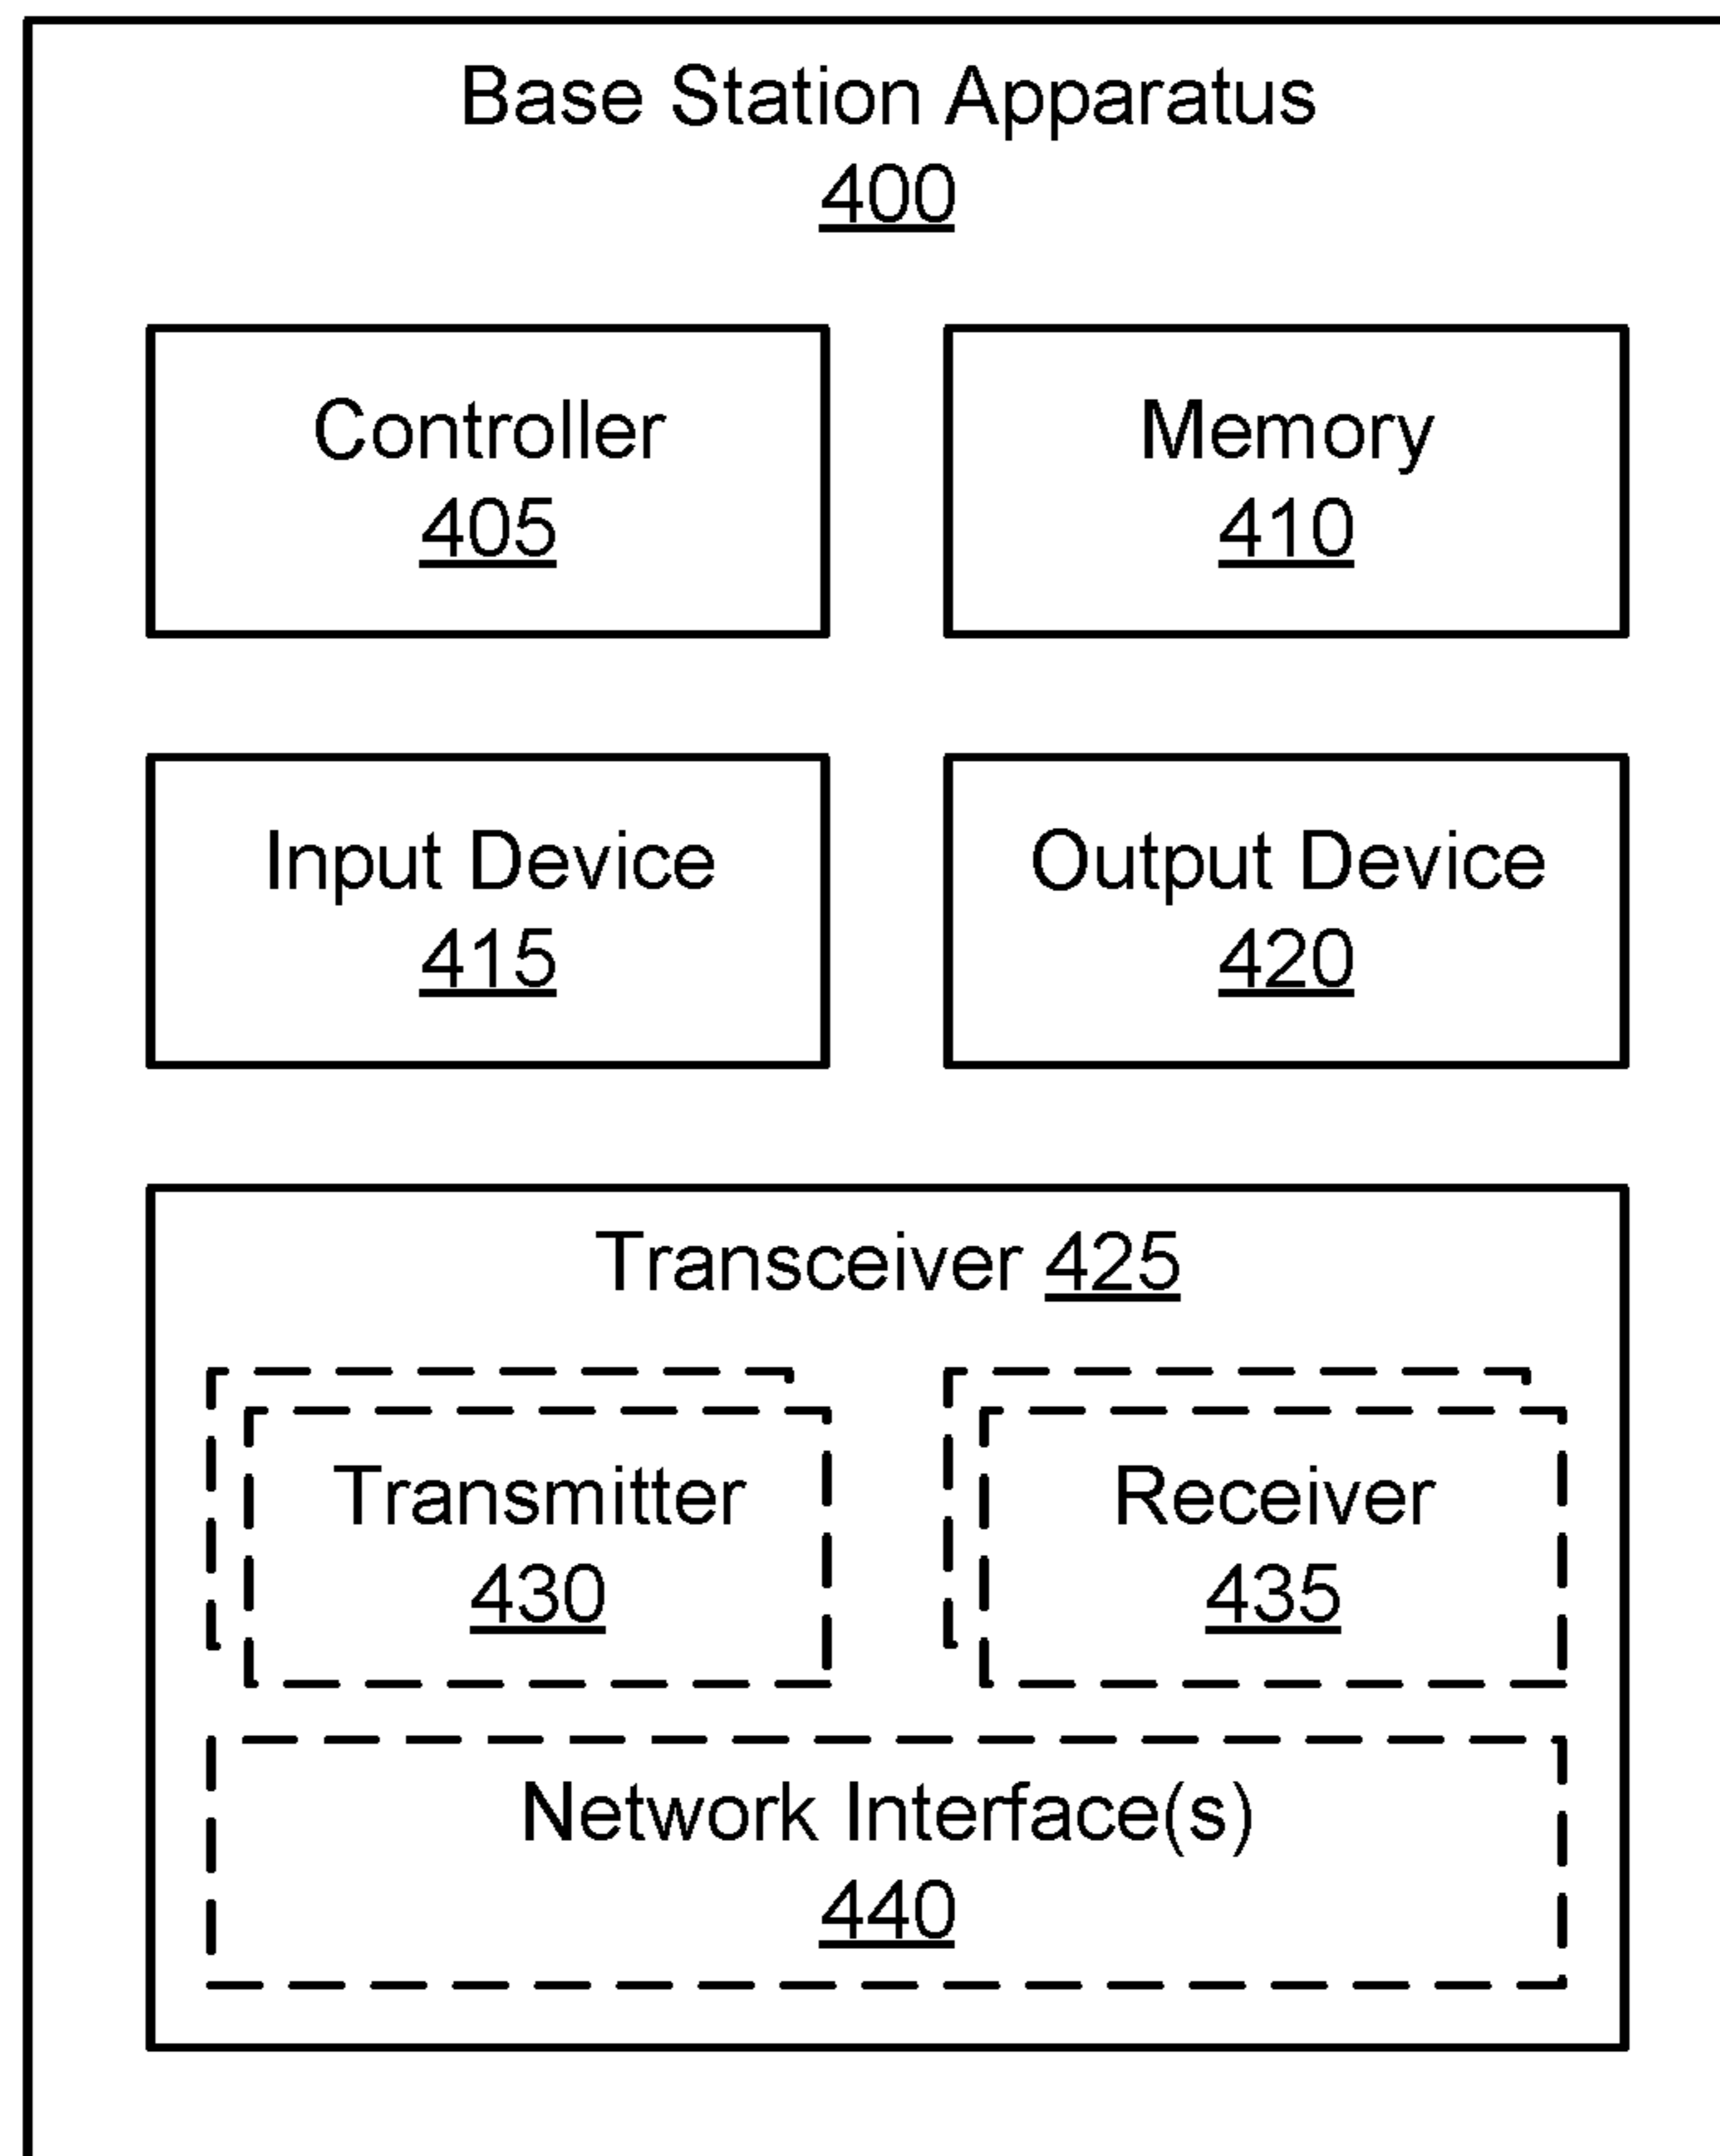 Base Station Apparatus
400
Controller
405
Memory
410
Input Device
415
Output Device
420
Transceiver 425
Transmitter
430
Receiver
435
Network Interface(s)
440